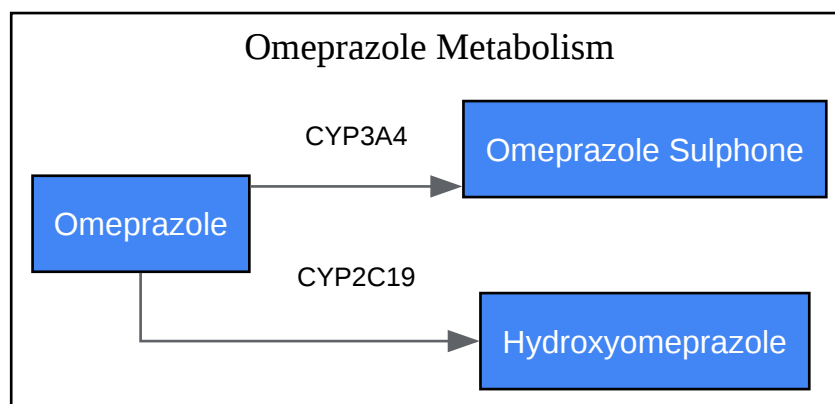 Omeprazole Metabolism
CYP3A4
Omeprazole Sulphone
Omeprazole
CYP2C19
Hydroxyomeprazole